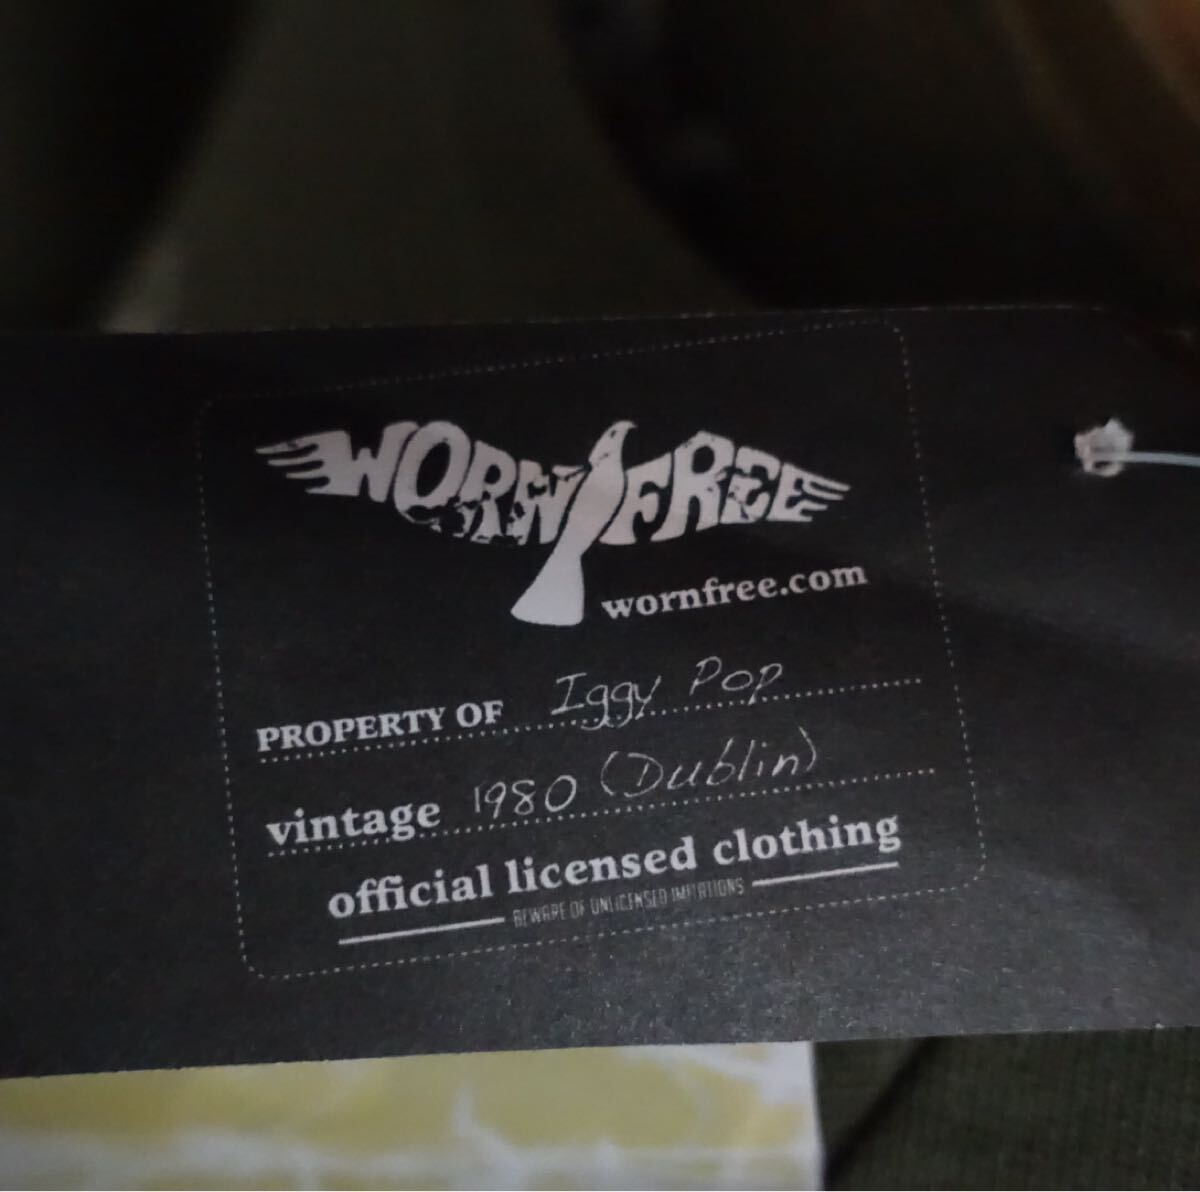 WORN FREE
wornfree.com
PROPERTY OF Iggy Pop
vintage 1980 (Dublin)
official licensed clothing
BEWARE OF UNLICENSED IMITATIONS